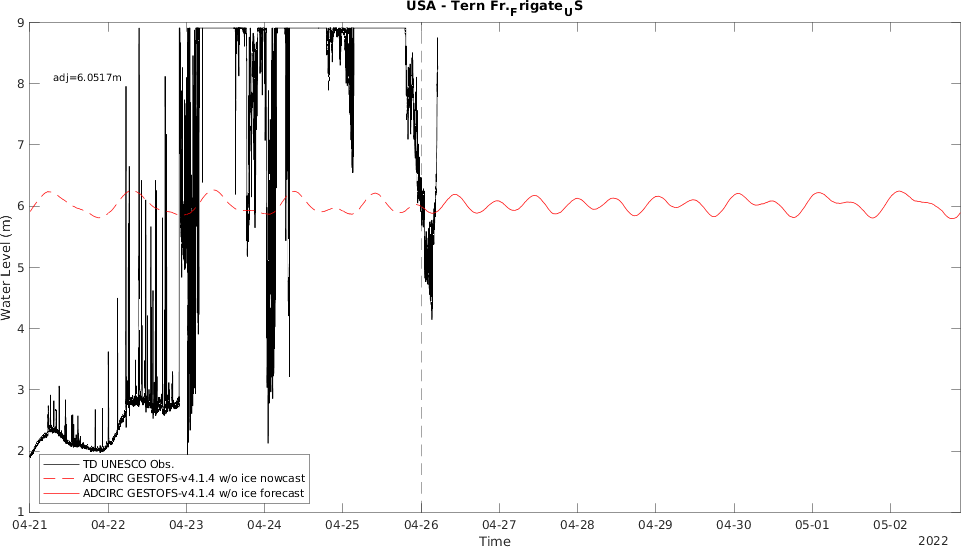 USA - Tern Fr.FrigateUS
9
8
7
6
5
4
3
2
1
adj=6.0517m
Water Level (m)
TD UNESCO Obs.
ADCIRC GESTOFS-v4.1.4 w/o ice nowcast
ADCIRC GESTOFS-v4.1.4 w/o ice forecast
04-21 04-22 04-23 04-24 04-25 04-26 04-27 04-28 04-29 04-30 05-01 05-02
Time
2022